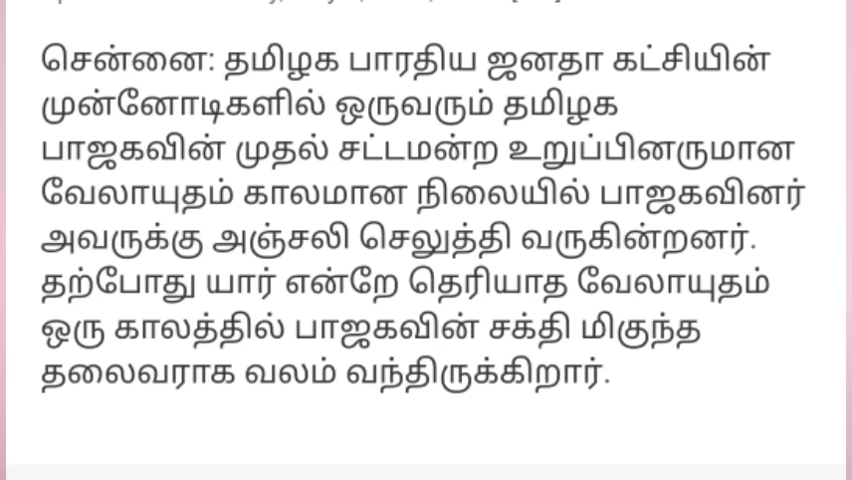 சென்னை: தமிழக பாரதிய ஜனதா கட்சியின்
முன்னோடிகளில் ஒருவரும் தமிழக
பாஜகவின் முதல் சட்டமன்ற உறுப்பினருமான
வேலாயுதம் காலமான நிலையில் பாஜகவினர்
அவருக்கு அஞ்சலி செலுத்தி வருகின்றனர்.
தற்போது யார் என்றே தெரியாத வேலாயுதம்
ஒரு காலத்தில் பாஜகவின் சக்தி மிகுந்த
தலைவராக வலம் வந்திருக்கிறார்.